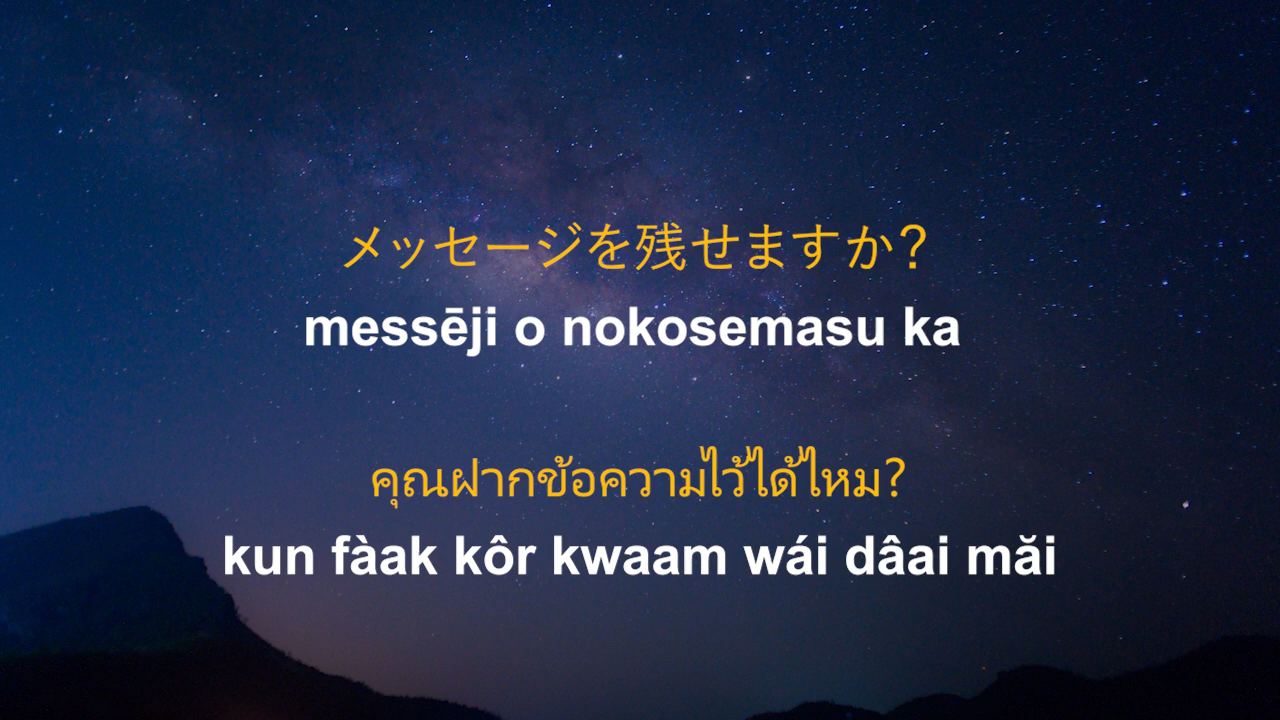 メッセージを残せますか？
messēji o nokosemasu ka
คุณฝากข้อความไว้ได้ไหม?
kun fàak kôr kwaam wái dâai măi